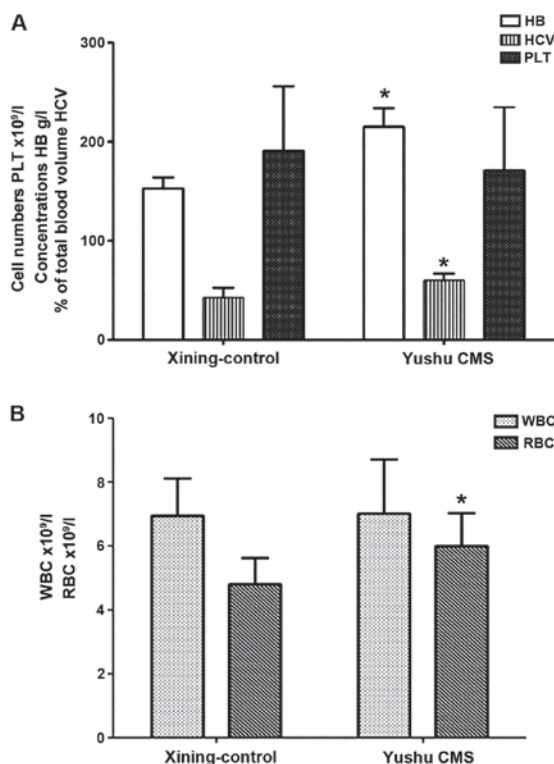 A
HB
HCV
PLT
Cell numbers PLT x10⁹/l
Concentrations HB g/l
% of total blood volume HCV
300
200
100
0
*
*
Xining-control
Yushu CMS
B
WBC
RBC
WBC x10⁹/l
RBC x10⁹/l
10
8
6
4
2
0
*
Xining-control
Yushu CMS